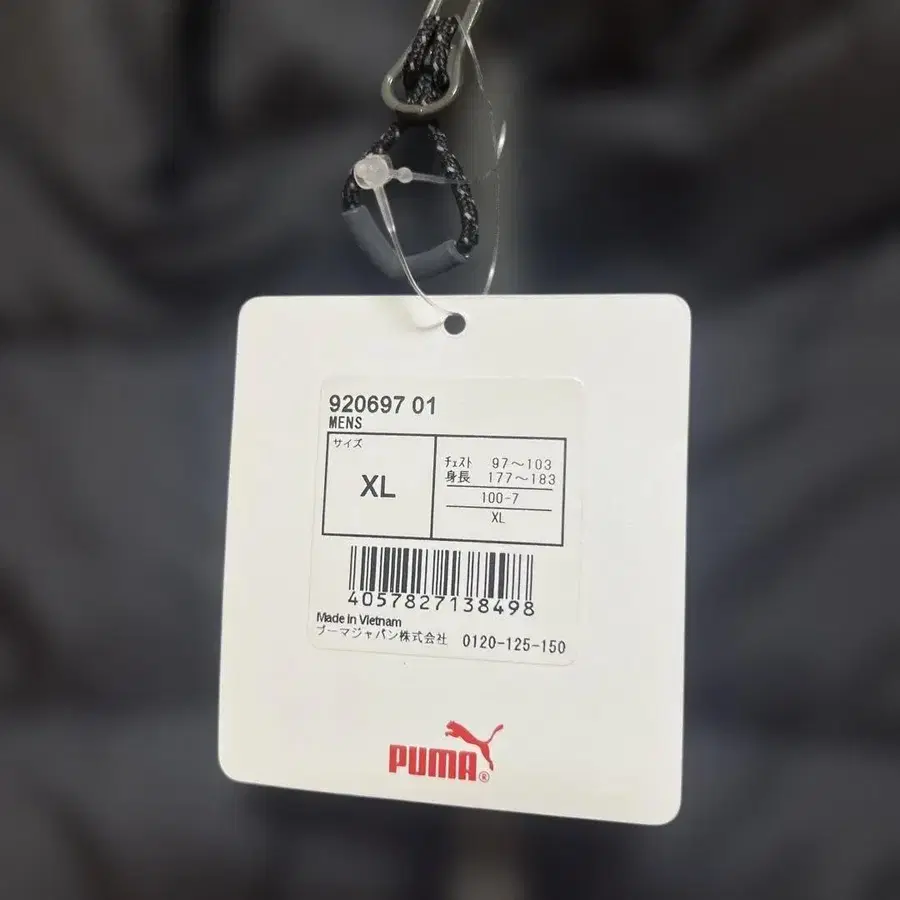 920697 01
MENS
サイズ
XL
チェスト 97～103
身長 177～183
100-7
XL
4057827138498
Made in Vietnam
プーマジャパン株式会社 0120-125-150
PUMA®